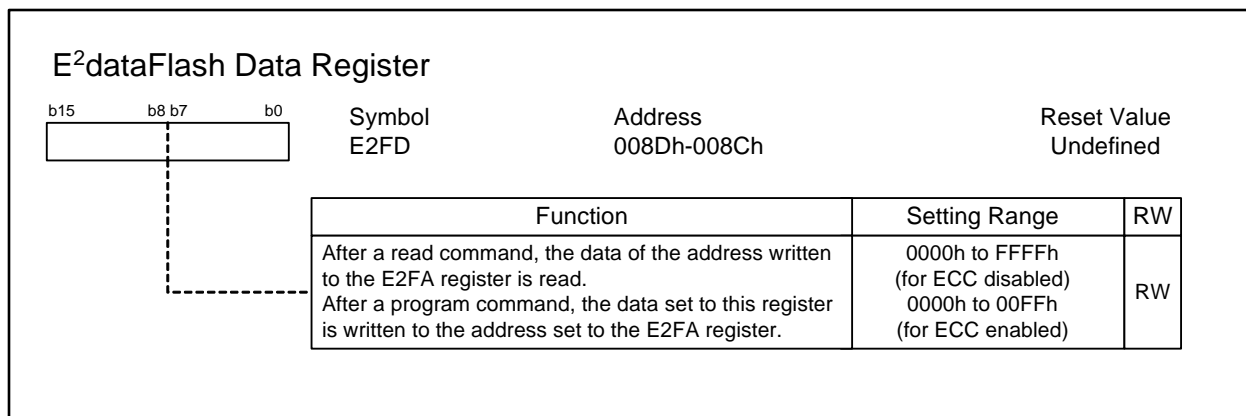 E²dataFlash Data Register
b15 b8 b7 b0
Symbol Address Reset Value
E2FD 008Dh-008Ch Undefined
Function Setting Range RW
After a read command, the data of the address written
to the E2FA register is read.
After a program command, the data set to this register
is written to the address set to the E2FA register.
0000h to FFFFh
(for ECC disabled)
0000h to 00FFh
(for ECC enabled)
RW